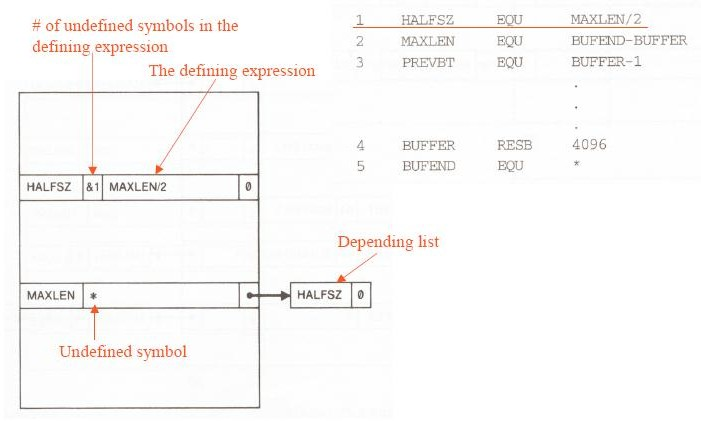 # of undefined symbols in the
defining expression
The defining expression
1 HALFSZ EQU MAXLEN/2
2 MAXLEN EQU BUFEND-BUFFER
3 PREVBT EQU BUFFER-1
.
.
.
4 BUFFER RESB 4096
5 BUFEND EQU *
HALFSZ &1 MAXLEN/2 0
Depending list
MAXLEN * HALFSZ 0
Undefined symbol